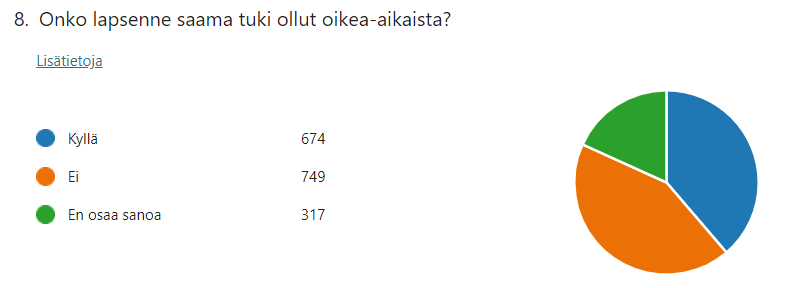 8. Onko lapsenne saama tuki ollut oikea-aikaista?
Lisätietoja
Kyllä 674
Ei 749
En osaa sanoa 317